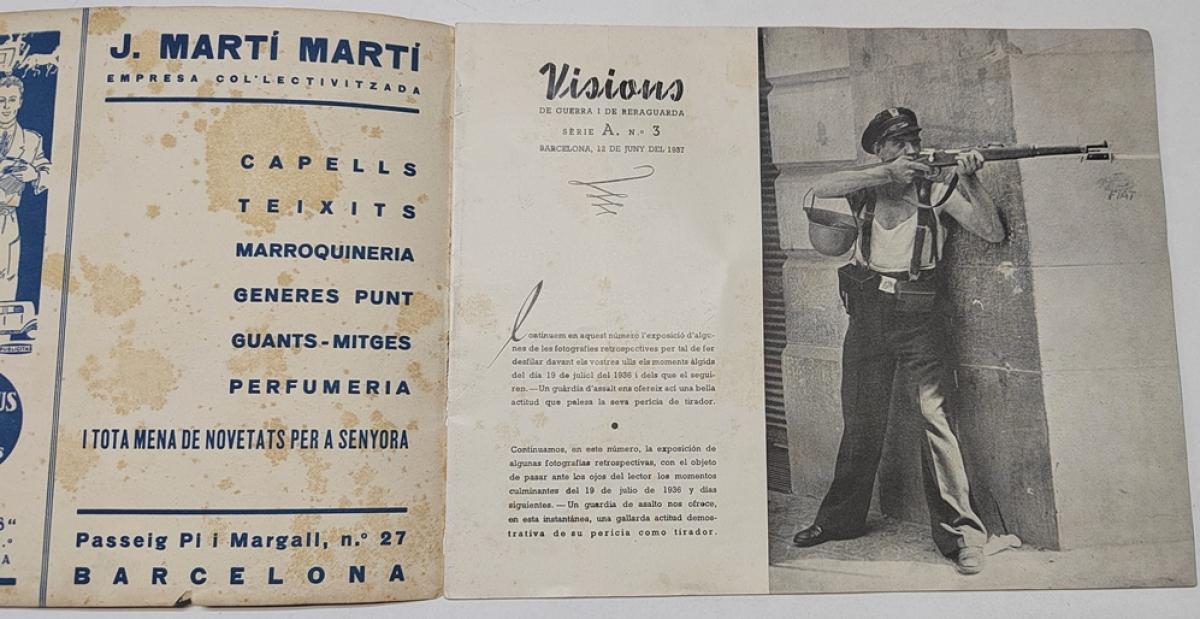 PUBLICITAT
US
S
S"
N.º
A
J. MARTÍ MARTÍ
EMPRESA COL·LECTIVITZADA
CAPELLS
TEIXITS
MARROQUINERIA
GENERES PUNT
GUANTS-MITGES
PERFUMERIA
I TOTA MENA DE NOVETATS PER A SENYORA
Passeig Pi i Margall, n.º 27
BARCELONA
Visions
DE GUERRA I DE RERAGUARDA
SÈRIE A. N.º 3
BARCELONA, 12 DE JUNY DEL 1937
Continuem en aquest número l'exposició d'algu-
nes de les fotografies retrospectives per tal de fer
desfilar davant els vostres ulls els moments àlgids
del dia 19 de juliol del 1936 i dels que el segui-
ren. — Un guàrdia d'assalt ens ofereix ací una bella
actitud que palesa la seva perícia de tirador.
Continuamos, en este número, la exposición de
algunas fotografías retrospectivas, con el objeto
de pasar ante los ojos del lector los momentos
culminantes del 19 de julio de 1936 y días
siguientes. — Un guardia de asalto nos ofrece,
en esta instantánea, una gallarda actitud demos-
trativa de su pericia como tirador.
FIAT